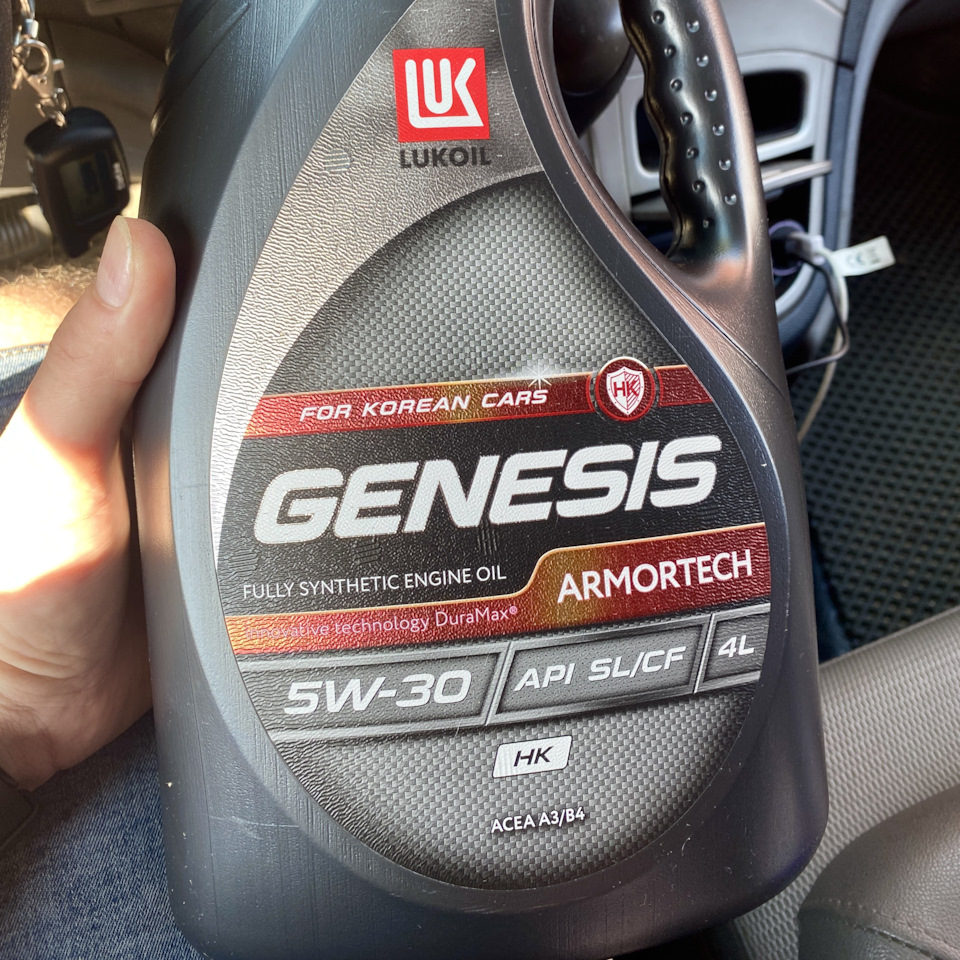 LUK
LUKOIL
FOR KOREAN CARS
HK
GENESIS
FULLY SYNTHETIC ENGINE OIL
ARMORTECH
innovative technology DuraMax®
5W-30
API SL/CF
4L
HK
ACEA A3/B4